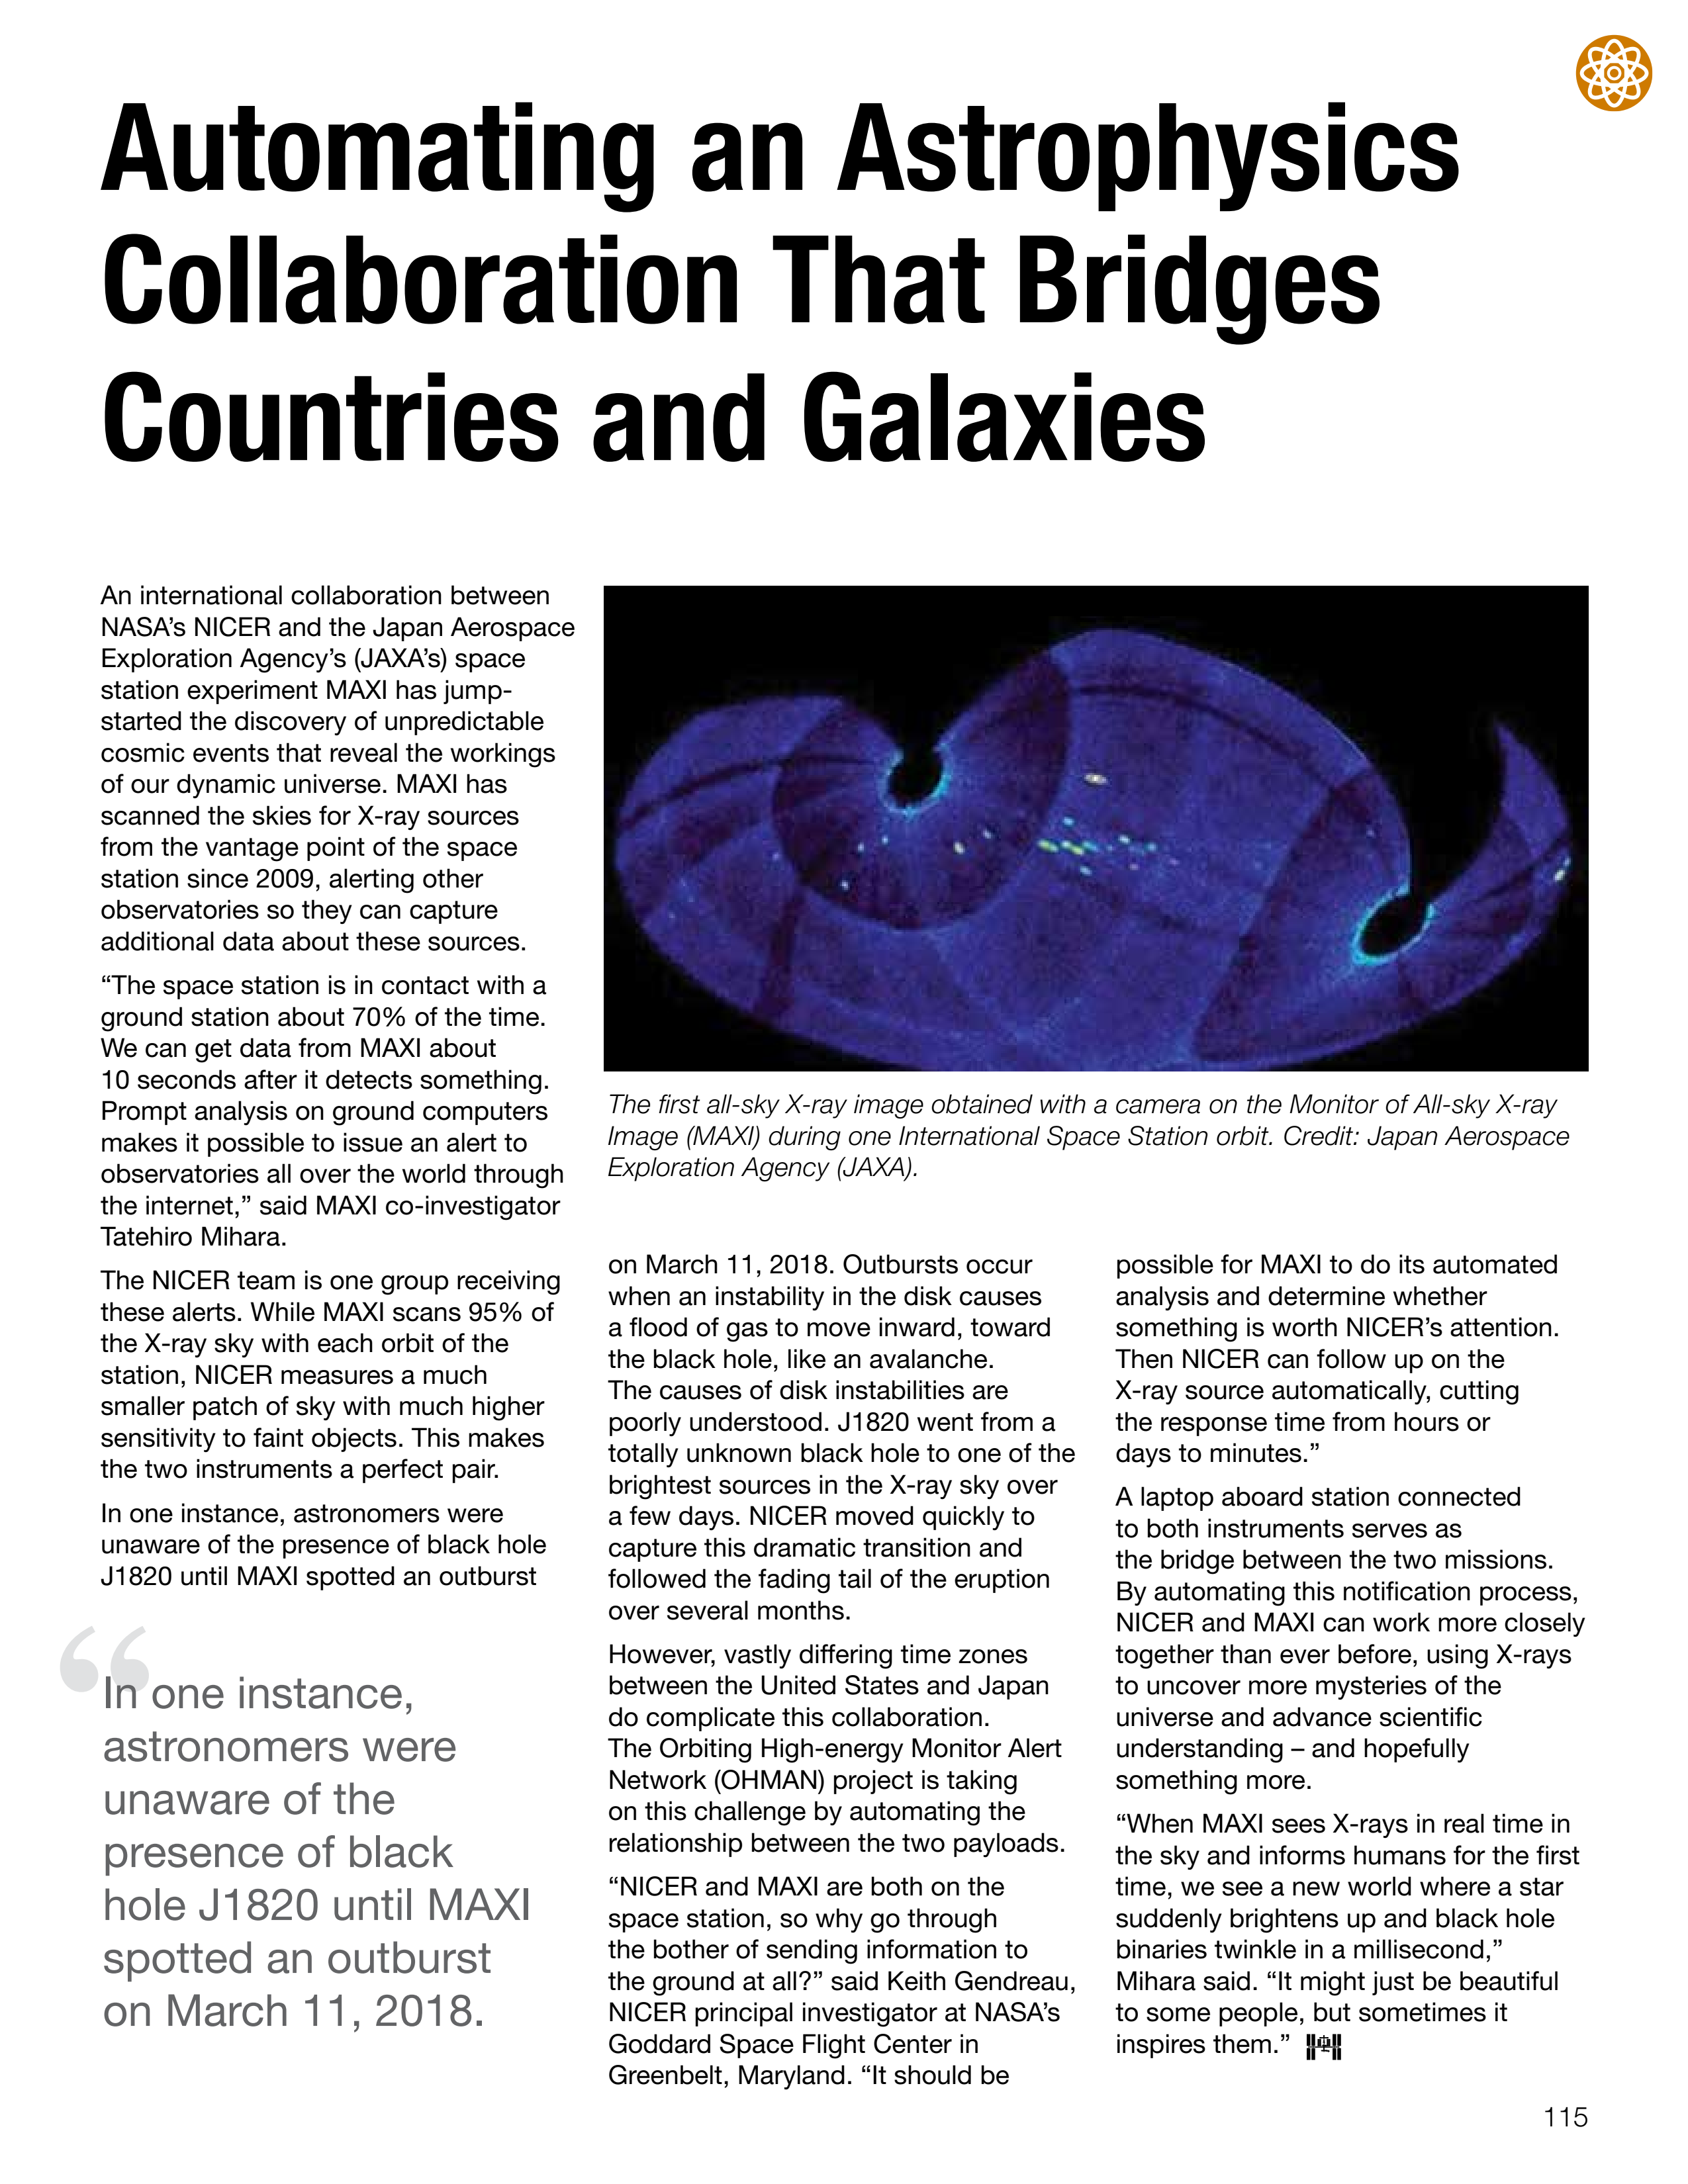 Automating an Astrophysics
Collaboration That Bridges
Countries and Galaxies
An international collaboration between
NASA’s NICER and the Japan Aerospace
Exploration Agency’s (JAXA’s) space
station experiment MAXI has jump-
started the discovery of unpredictable
cosmic events that reveal the workings
of our dynamic universe. MAXI has
scanned the skies for X-ray sources
from the vantage point of the space
station since 2009, alerting other
observatories so they can capture
additional data about these sources.
“The space station is in contact with a
ground station about 70% of the time.
We can get data from MAXI about
10 seconds after it detects something.
Prompt analysis on ground computers
makes it possible to issue an alert to
observatories all over the world through
the internet,” said MAXI co-investigator
Tatehiro Mihara.
The NICER team is one group receiving
these alerts. While MAXI scans 95% of
the X-ray sky with each orbit of the
station, NICER measures a much
smaller patch of sky with much higher
sensitivity to faint objects. This makes
the two instruments a perfect pair.
In one instance, astronomers were
unaware of the presence of black hole
J1820 until MAXI spotted an outburst
“
In one instance,
astronomers were
unaware of the
presence of black
hole J1820 until MAXI
spotted an outburst
on March 11, 2018.
The first all-sky X-ray image obtained with a camera on the Monitor of All-sky X-ray
Image (MAXI) during one International Space Station orbit. Credit: Japan Aerospace
Exploration Agency (JAXA).
on March 11, 2018. Outbursts occur
when an instability in the disk causes
a flood of gas to move inward, toward
the black hole, like an avalanche.
The causes of disk instabilities are
poorly understood. J1820 went from a
totally unknown black hole to one of the
brightest sources in the X-ray sky over
a few days. NICER moved quickly to
capture this dramatic transition and
followed the fading tail of the eruption
over several months.
However, vastly differing time zones
between the United States and Japan
do complicate this collaboration.
The Orbiting High-energy Monitor Alert
Network (OHMAN) project is taking
on this challenge by automating the
relationship between the two payloads.
“NICER and MAXI are both on the
space station, so why go through
the bother of sending information to
the ground at all?” said Keith Gendreau,
NICER principal investigator at NASA’s
Goddard Space Flight Center in
Greenbelt, Maryland. “It should be
possible for MAXI to do its automated
analysis and determine whether
something is worth NICER’s attention.
Then NICER can follow up on the
X-ray source automatically, cutting
the response time from hours or
days to minutes.”
A laptop aboard station connected
to both instruments serves as
the bridge between the two missions.
By automating this notification process,
NICER and MAXI can work more closely
together than ever before, using X-rays
to uncover more mysteries of the
universe and advance scientific
understanding – and hopefully
something more.
“When MAXI sees X-rays in real time in
the sky and informs humans for the first
time, we see a new world where a star
suddenly brightens up and black hole
binaries twinkle in a millisecond,”
Mihara said. “It might just be beautiful
to some people, but sometimes it
inspires them.”
115